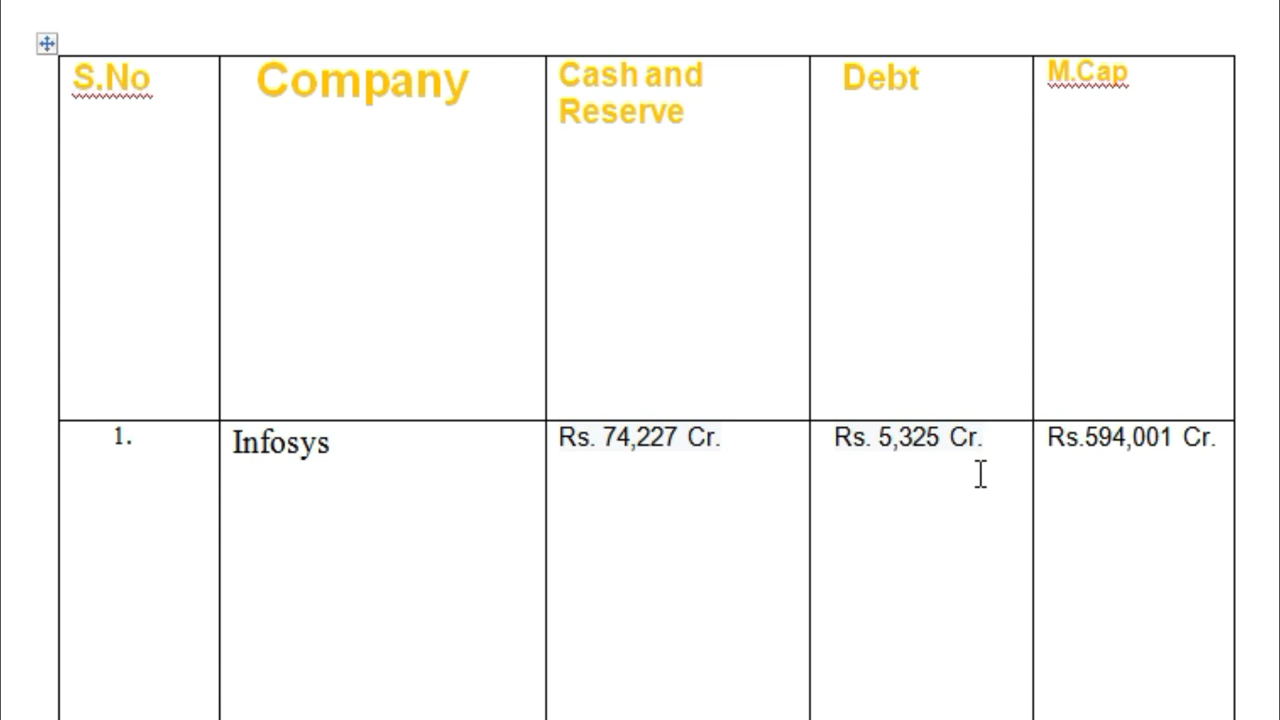 S.No Company Cash and Reserve Debt M.Cap
1. Infosys Rs. 74,227 Cr. Rs. 5,325 Cr. Rs.594,001 Cr.